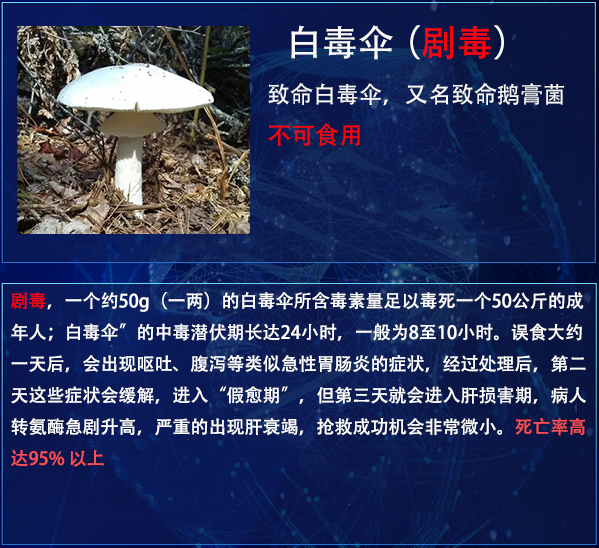 白毒伞（剧毒）
致命白毒伞，又名致命鹅膏菌
不可食用
剧毒，一个约50g（一两）的白毒伞所含毒素量足以毒死一个50公斤的成
年人；白毒伞”的中毒潜伏期长达24小时，一般为8至10小时。误食大约
一天后，会出现呕吐、腹泻等类似急性胃肠炎的症状，经过处理后，第二
天这些症状会缓解，进入“假愈期”，但第三天就会进入肝损害期，病人
转氨酶急剧升高，严重的出现肝衰竭，抢救成功机会非常微小。死亡率高
达95% 以上